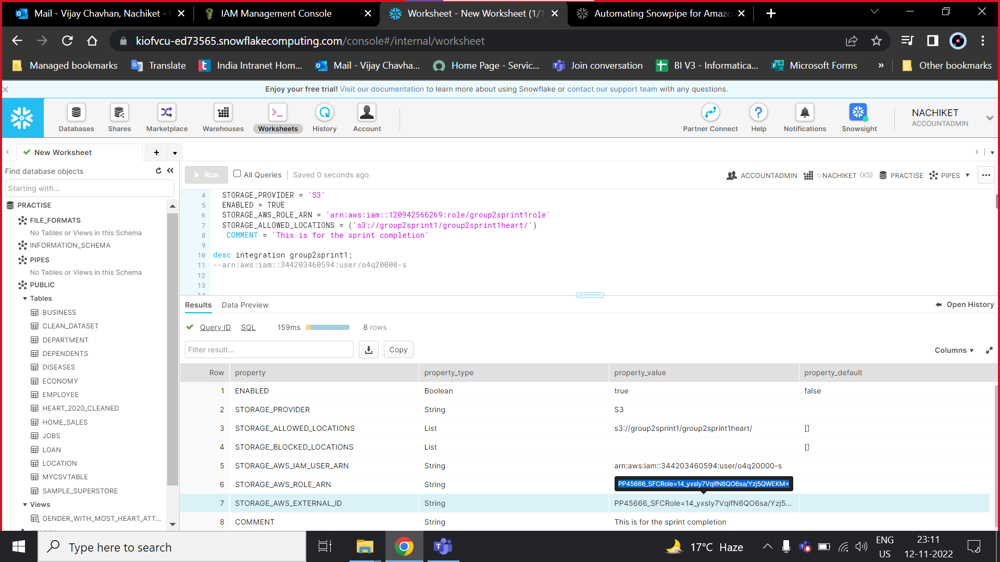 Mail - Vijay Chavhan, Nachiket -
IAM Management Console
Worksheet - New Worksheet (1/1
Automating Snowpipe for Amazo
kiofvcu-ed73565.snowflakecomputing.com/console#/internal/worksheet
Managed bookmarks
Translate
India Intranet Hom...
Mail - Vijay Chavha...
Home Page - Servic...
Join conversation
BI V3 - Informatica...
Microsoft Forms
»
Other bookmarks
Enjoy your free trial! Visit our documentation to learn more about using Snowflake or contact our support team with any questions.
Databases
Shares
Marketplace
Warehouses
Worksheets
History
Account
Partner Connect
Help
Notifications
Snowsight
NACHIKET
ACCOUNTADMIN
New Worksheet
Find database objects
Starting with...
PRACTISE
FILE_FORMATS
No Tables or Views in this Schema
INFORMATION_SCHEMA
PIPES
No Tables or Views in this Schema
PUBLIC
Tables
BUSINESS
CLEAN_DATASET
DEPARTMENT
DEPENDENTS
DISEASES
ECONOMY
EMPLOYEE
HEART_2020_CLEANED
HOME_SALES
JOBS
LOAN
LOCATION
MYCSVTABLE
SAMPLE_SUPERSTORE
Views
GENDER_WITH_MOST_HEART_ATT...
Run
All Queries
Saved 0 seconds ago
ACCOUNTADMIN
NACHIKET (XS)
PRACTISE
PIPES
4 STORAGE_PROVIDER = 'S3'
5 ENABLED = TRUE
6 STORAGE_AWS_ROLE_ARN = 'arn:aws:iam::120942566269:role/group2sprint1role'
7 STORAGE_ALLOWED_LOCATIONS = ('s3://group2sprint1/group2sprint1heart/')
8 COMMENT = 'This is for the sprint completion'
9
10 desc integration group2sprint1;
11 --arn:aws:iam::344203460594:user/o4q20000-s
12
13
14
Results
Data Preview
Open History
Query ID
SQL
159ms
8 rows
Filter result...
Copy
Columns
Row property property_type property_value property_default
1 ENABLED Boolean true false
2 STORAGE_PROVIDER String S3
3 STORAGE_ALLOWED_LOCATIONS List s3://group2sprint1/group2sprint1heart/ []
4 STORAGE_BLOCKED_LOCATIONS List []
5 STORAGE_AWS_IAM_USER_ARN String arn:aws:iam::344203460594:user/o4q20000-s
6 STORAGE_AWS_ROLE_ARN String
PP45666_SFCRole=14_yxsIy7VqifN6QO6sa/Yzj5QWEKM=
7 STORAGE_AWS_EXTERNAL_ID String PP45666_SFCRole=14_yxsIy7VqifN6QO6sa/Yzj5...
8 COMMENT String This is for the sprint completion
Type here to search
17°C Haze
ENG
US
23:11
12-11-2022